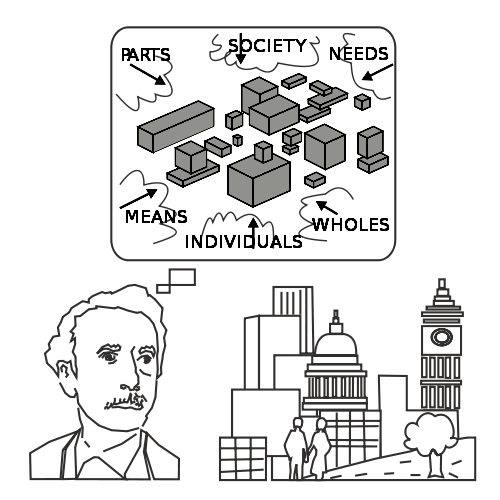 PARTS
SOCIETY
NEEDS
MEANS
INDIVIDUALS
WHOLES